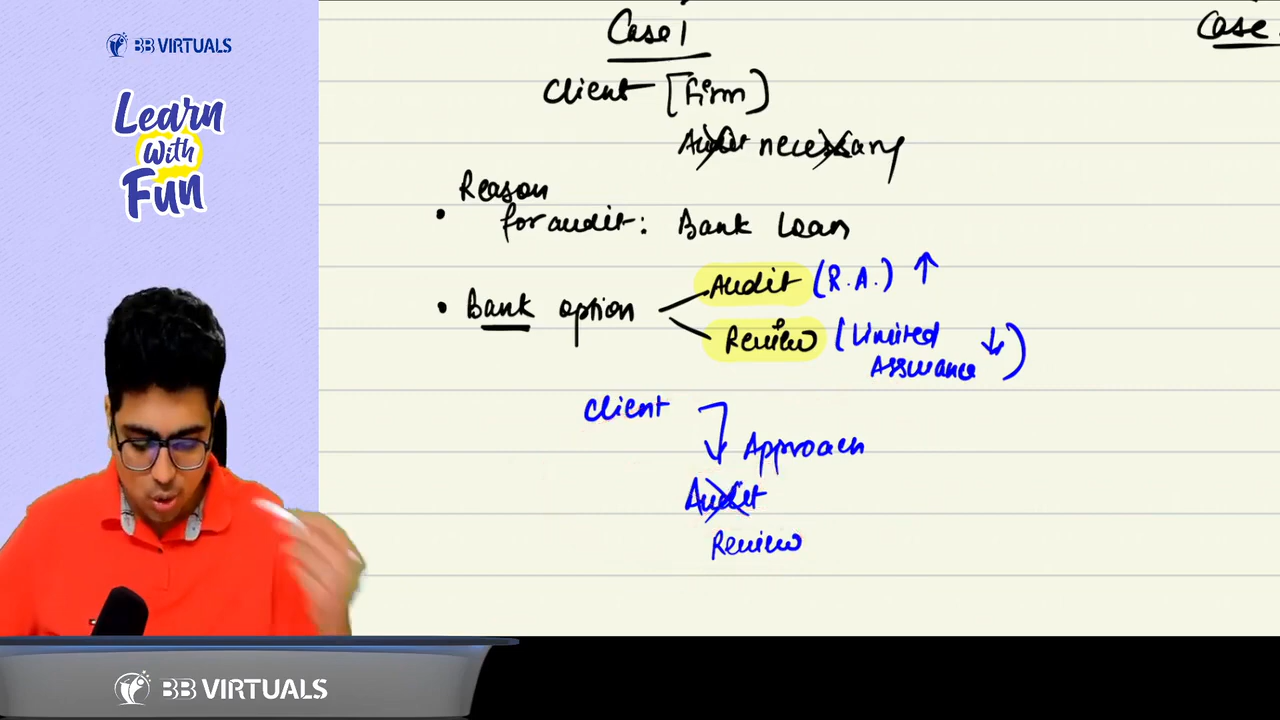 BB VIRTUALS
Learn
With
Fun
Case 1
Case
Client [Firm]
Audit necessary
• Reason
for audit: Bank Loan
• Bank option
Audit (R.A.) ↑
Review (Limited
Assurance ↓)
Client
Approach
Audit
Review
BB VIRTUALS